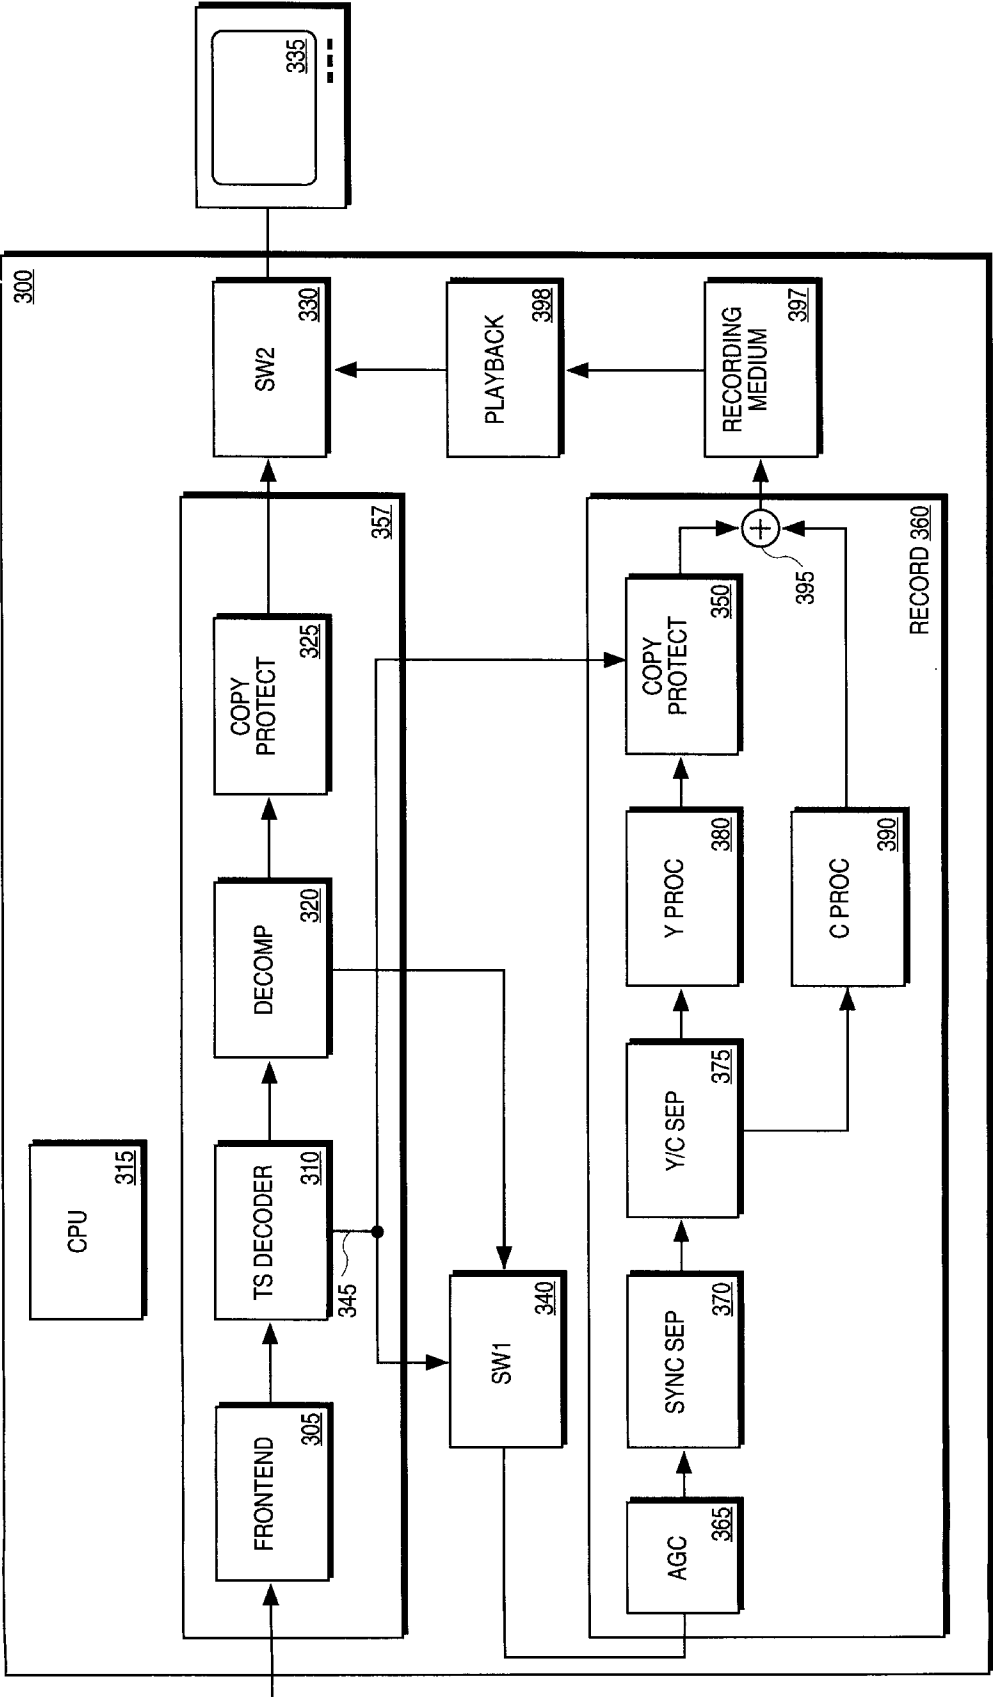 300
335
CPU
315
357
FRONTEND
305
TS DECODER
310
DECOMP
320
COPY
PROTECT
325
SW2
330
345
SW1
340
PLAYBACK
398
RECORD 360
AGC
365
SYNC SEP
370
Y/C SEP
375
Y PROC
380
COPY
PROTECT
350
C PROC
390
+
395
RECORDING
MEDIUM
397